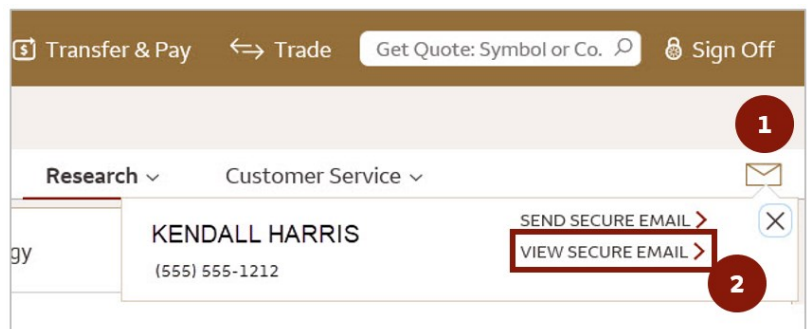 Transfer & Pay Trade Get Quote: Symbol or Co. Sign Off
1
Research Customer Service
SEND SECURE EMAIL
KENDALL HARRIS
VIEW SECURE EMAIL
gy
(555) 555-1212
2